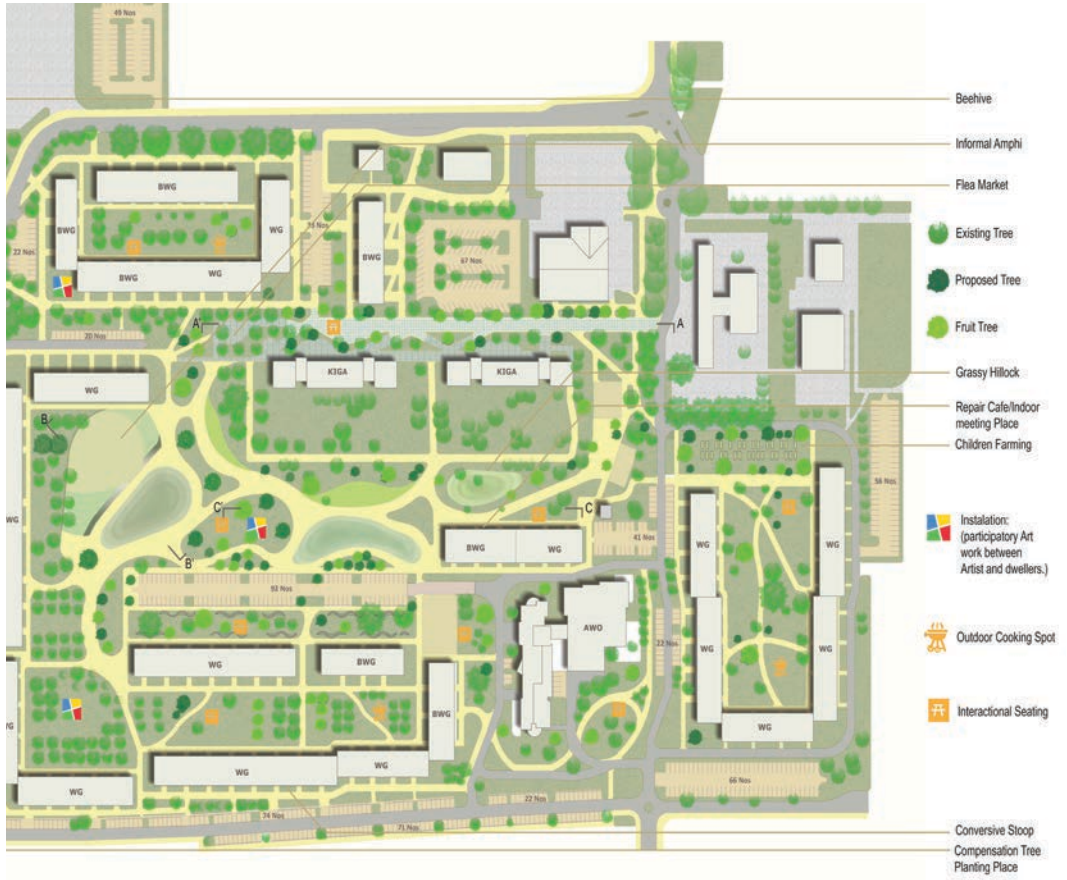 49 Nos
Beehive
Informal Amphi
Flea Market
BWG
BWG
WG
BWG
22 Nos
67 Nos
BWG
WG
Existing Tree
Proposed Tree
Fruit Tree
A'
A
20 Nos
WG
KIGA
KIGA
Grassy Hillock
Repair Cafe/Indoor
meeting Place
Children Farming
B
56 Nos
WG
C'
C
Instalation:
(participatory Art
work between
Artist and dwellers.)
BWG
WG
41 Nos
WG
WG
B'
92 Nos
AWO
22 Nos
Outdoor Cooking Spot
WG
BWG
WG
WG
BWG
Interactional Seating
WG
WG
WG
WG
WG
66 Nos
22 Nos
74 Nos
71 Nos
Conversive Stoop
Compensation Tree
Planting Place